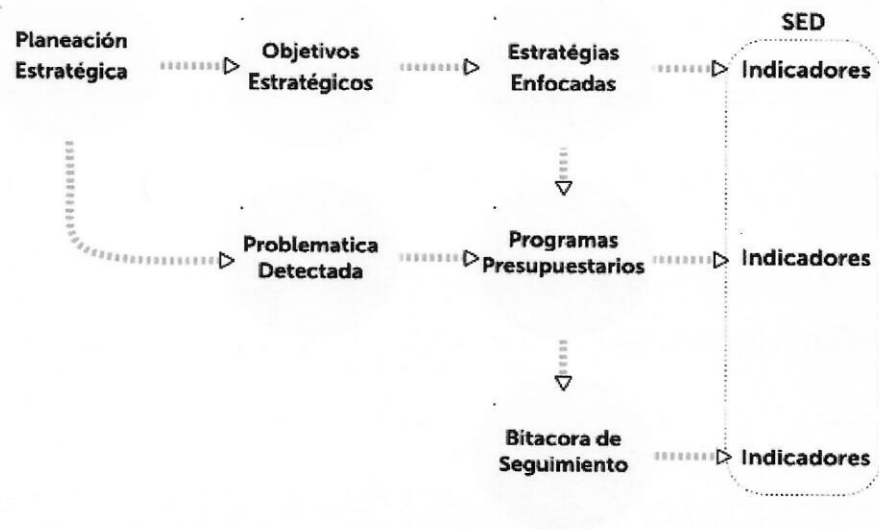 SED
Planeación
Estratégica
Objetivos
Estratégicos
Estratégias
Enfocadas
Indicadores
Problematica
Detectada
Programas
Presupuestarios
Indicadores
Bitacora de
Seguimiento
Indicadores